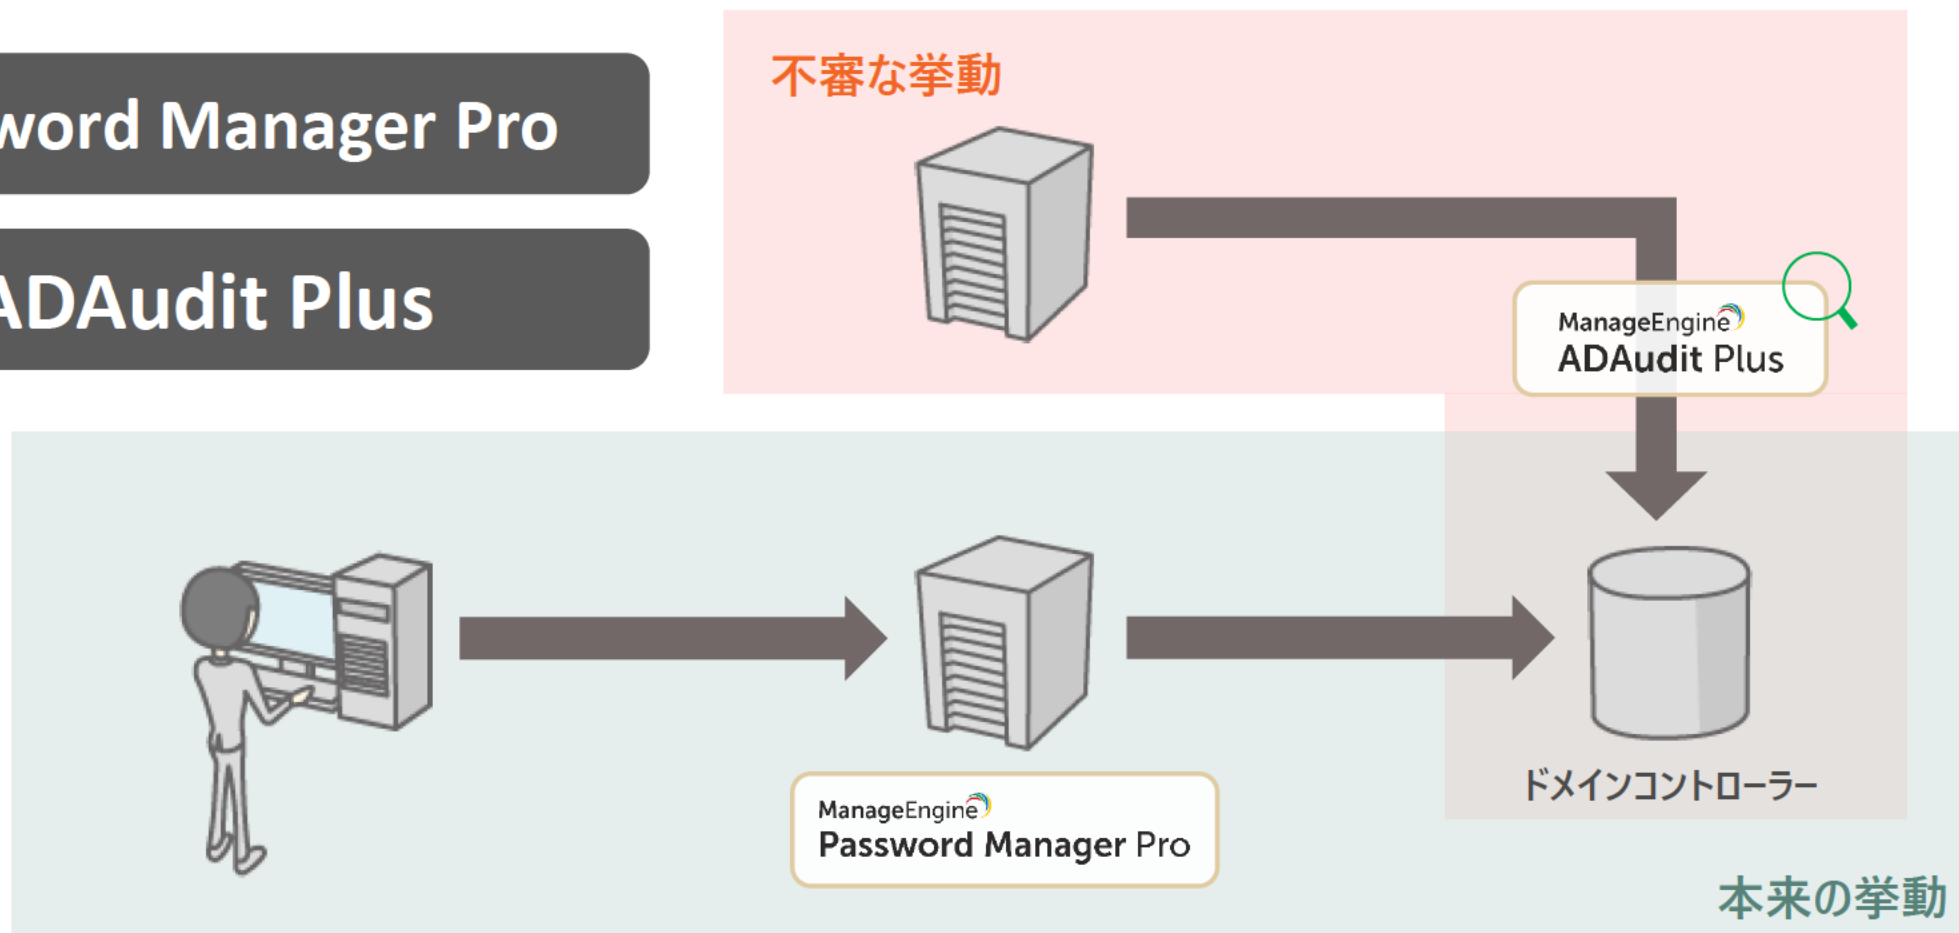 word Manager Pro
ADAudit Plus
不審な挙動
ManageEngine
ADAudit Plus
ManageEngine
Password Manager Pro
ドメインコントローラー
本来の挙動